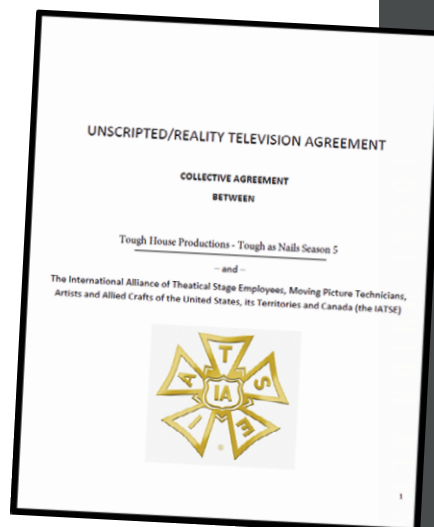 UNSCRIPTED/REALITY TELEVISION AGREEMENT
COLLECTIVE AGREEMENT
BETWEEN
Tough House Productions - Tough as Nails Season 5
– and –
The International Alliance of Theatical Stage Employees, Moving Picture Technicians,
Artists and Allied Crafts of the United States, its Territories and Canada (the IATSE)
I A T S E
IA
1